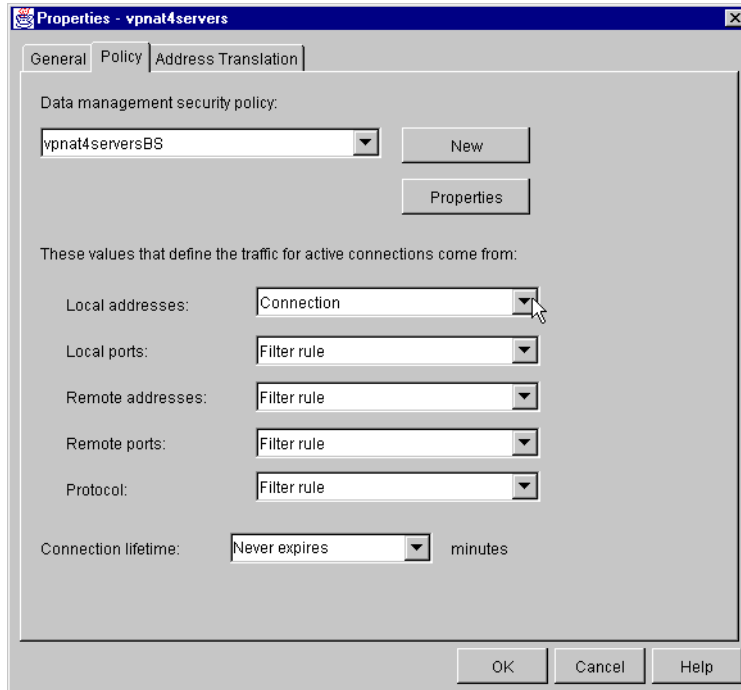 Properties - vpnat4servers
General Policy Address Translation
Data management security policy:
vpnat4serversBS New
Properties
These values that define the traffic for active connections come from:
Local addresses: Connection
Local ports: Filter rule
Remote addresses: Filter rule
Remote ports: Filter rule
Protocol: Filter rule
Connection lifetime: Never expires minutes
OK Cancel Help